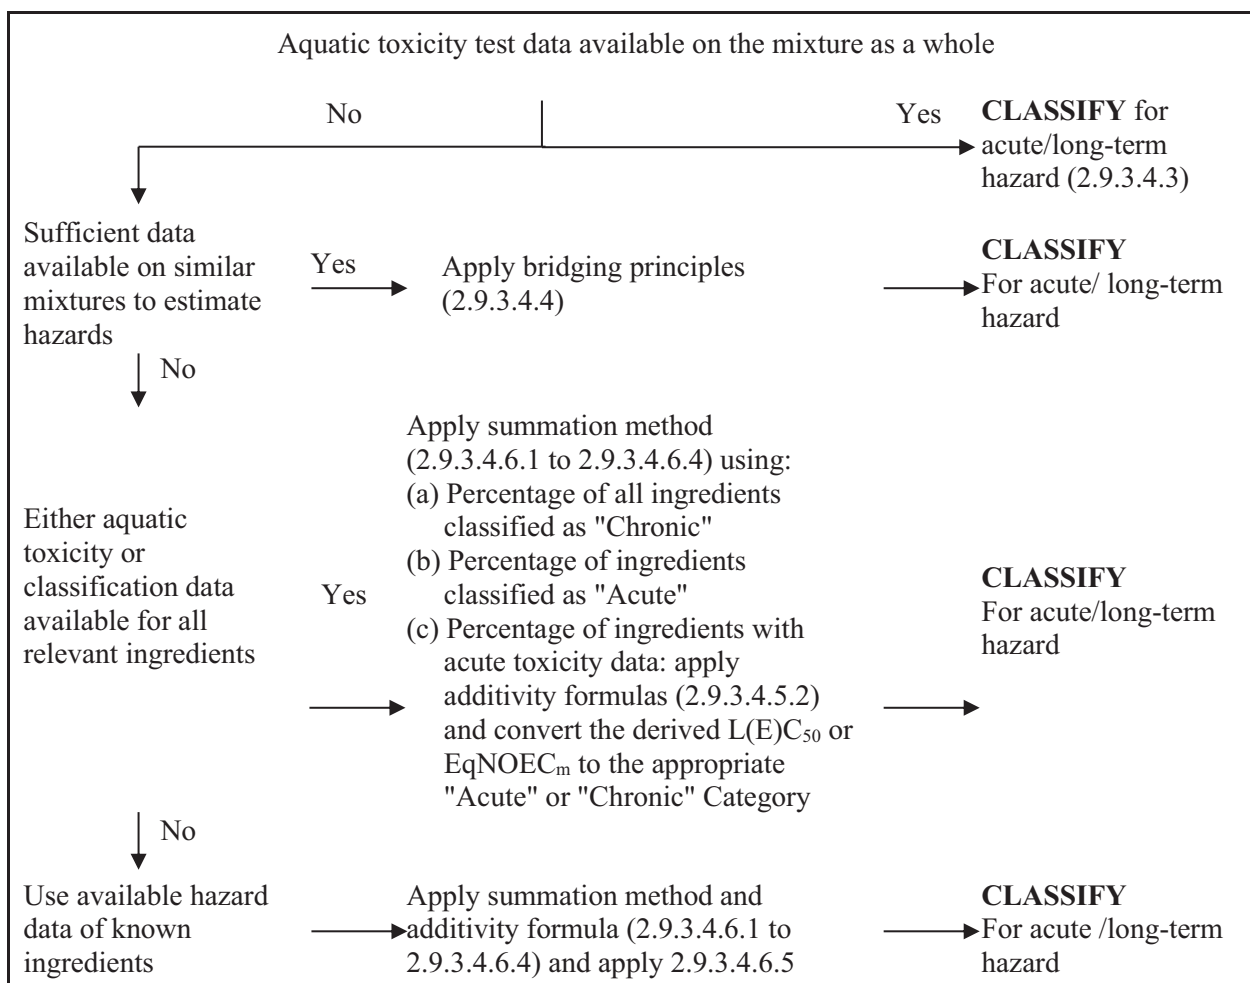 Aquatic toxicity test data available on the mixture as a whole
No
Yes
CLASSIFY for
acute/long-term
hazard (2.9.3.4.3)
Sufficient data
available on similar
mixtures to estimate
hazards
Yes
Apply bridging principles
(2.9.3.4.4)
CLASSIFY
For acute/ long-term
hazard
No
Either aquatic
toxicity or
classification data
available for all
relevant ingredients
Yes
Apply summation method
(2.9.3.4.6.1 to 2.9.3.4.6.4) using:
(a) Percentage of all ingredients
classified as "Chronic"
(b) Percentage of ingredients
classified as "Acute"
(c) Percentage of ingredients with
acute toxicity data: apply
additivity formulas (2.9.3.4.5.2)
and convert the derived L(E)C₅₀ or
EqNOECₘ to the appropriate
"Acute" or "Chronic" Category
CLASSIFY
For acute/long-term
hazard
No
Use available hazard
data of known
ingredients
Apply summation method and
additivity formula (2.9.3.4.6.1 to
2.9.3.4.6.4) and apply 2.9.3.4.6.5
CLASSIFY
For acute /long-term
hazard